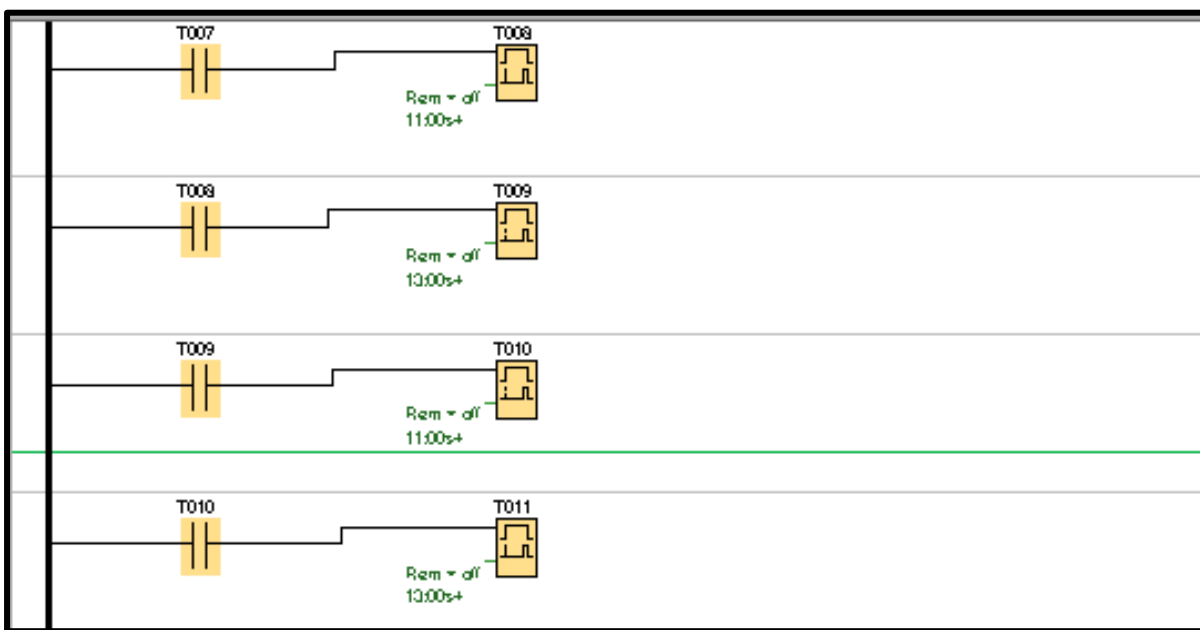 T007 T008
Rem = off
11:00s+
T008 T009
Rem = off
13:00s+
T009 T010
Rem = off
11:00s+
T010 T011
Rem = off
13:00s+